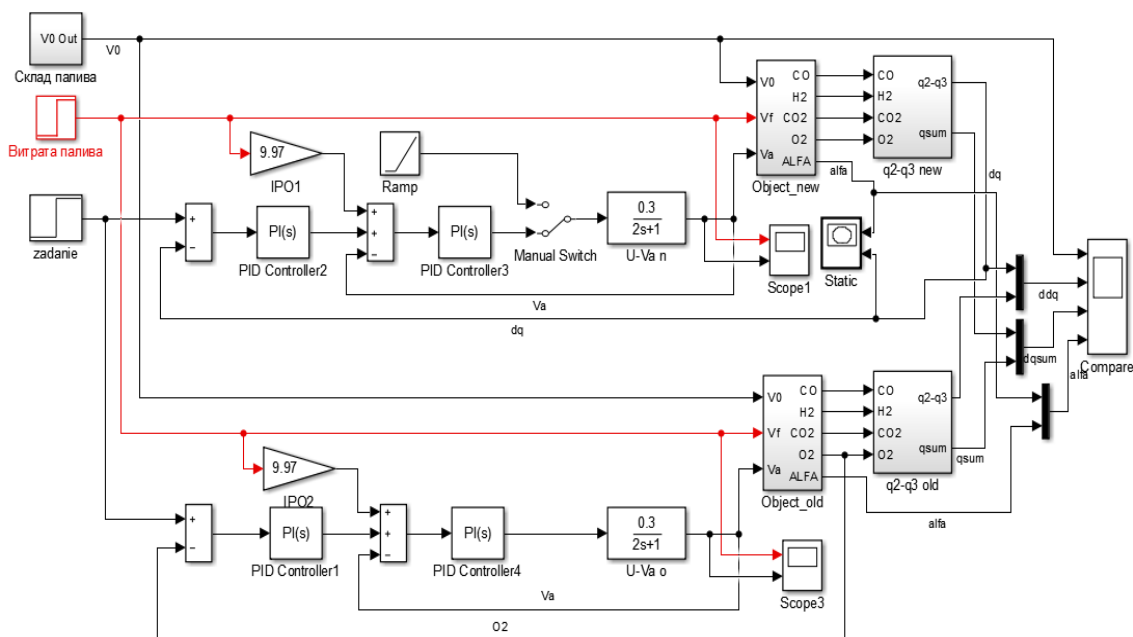 V0 Out
V0
Склад палива
Витрата палива
zadanie
9.97
IPO1
Ramp
PI(s)
PID Controller2
PI(s)
PID Controller3
Manual Switch
0.3
2s+1
U-Va n
Va
dq
Scope1
Static
V0
Vf
Va
CO
H2
CO2
O2
ALFA
alfa
Object_new
CO
H2
CO2
O2
q2-q3
qsum
q2-q3 new
dq
ddq
dqsum
alfa
Compare
9.97
IPO2
PI(s)
PID Controller1
PI(s)
PID Controller4
0.3
2s+1
U-Va o
Va
O2
Scope3
V0
Vf
Va
CO
H2
CO2
O2
ALFA
Object_old
CO
H2
CO2
O2
q2-q3
qsum
qsum
q2-q3 old
alfa